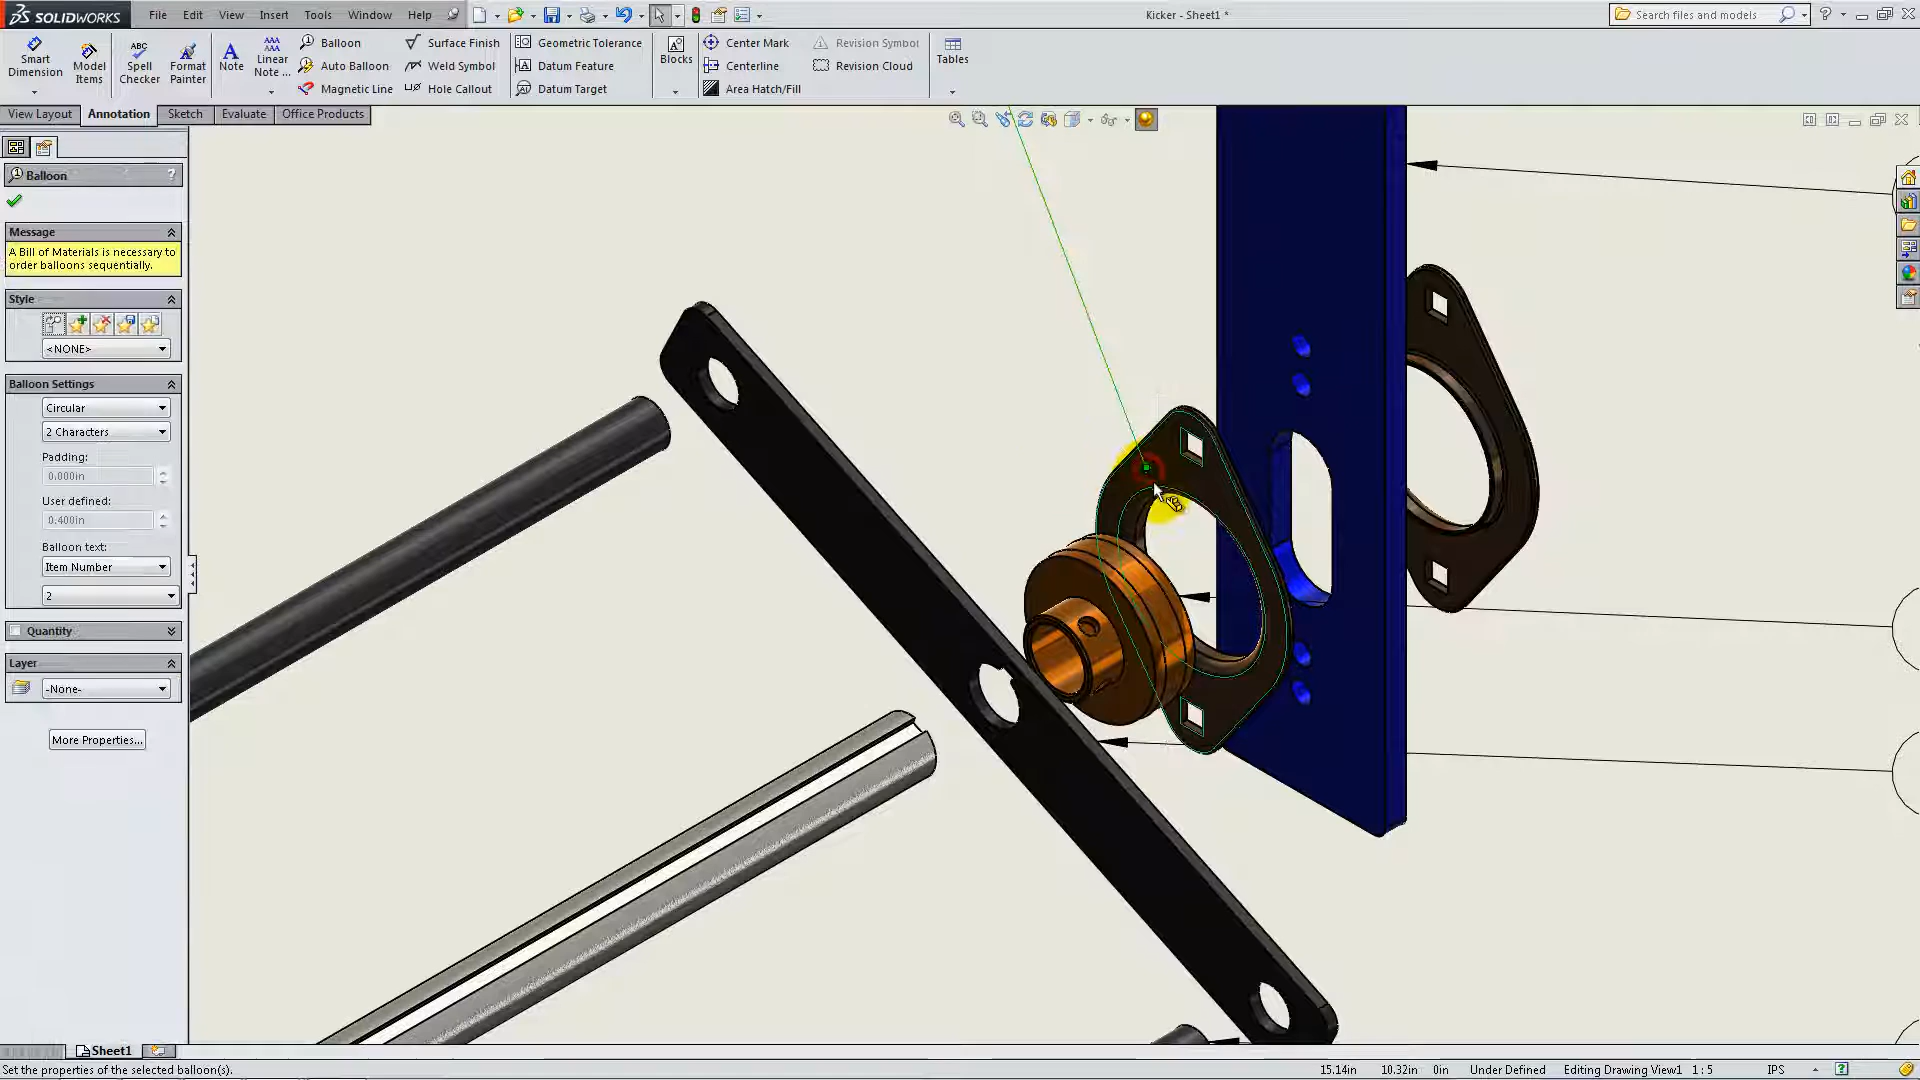 SOLIDWORKS
File Edit View Insert Tools Window Help
Kicker - Sheet1 *
Search files and models
Smart Dimension
Model Items
ABC
Spell Checker
Format Painter
A
Note
AAA
AAA
Linear Note ...
Balloon
Auto Balloon
Magnetic Line
Surface Finish
Weld Symbol
Hole Callout
Geometric Tolerance
Datum Feature
Datum Target
Blocks
Center Mark
Centerline
Area Hatch/Fill
Revision Symbol
Revision Cloud
Tables
View Layout Annotation Sketch Evaluate Office Products
Balloon ?
Message
A Bill of Materials is necessary to
order balloons sequentially.
Style
<NONE>
Balloon Settings
Circular
2 Characters
Padding:
0.000in
User defined:
0.400in
Balloon text:
Item Number
2
Quantity
Layer
-None-
More Properties...
Sheet1
Set the properties of the selected balloon(s).
15.14in 10.32in 0in Under Defined Editing Drawing View1 1 : 5 IPS